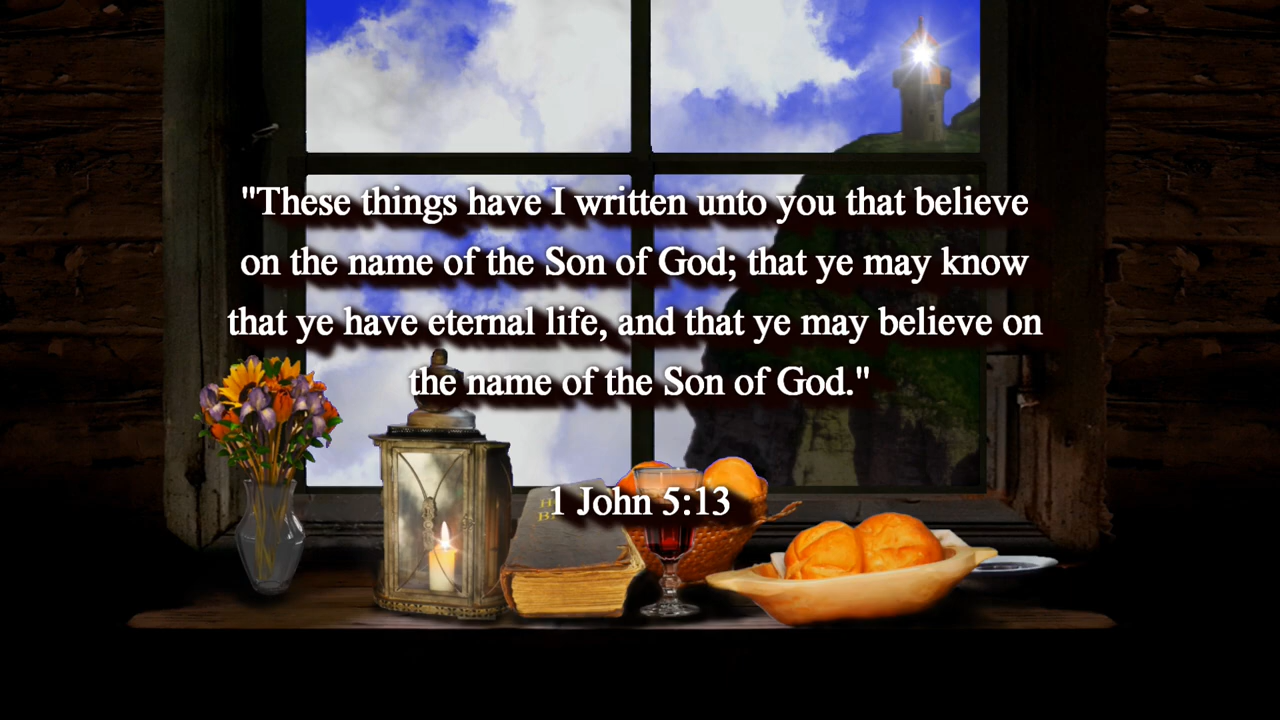 "These things have I written unto you that believe
on the name of the Son of God; that ye may know
that ye have eternal life, and that ye may believe on
the name of the Son of God."
1 John 5:13